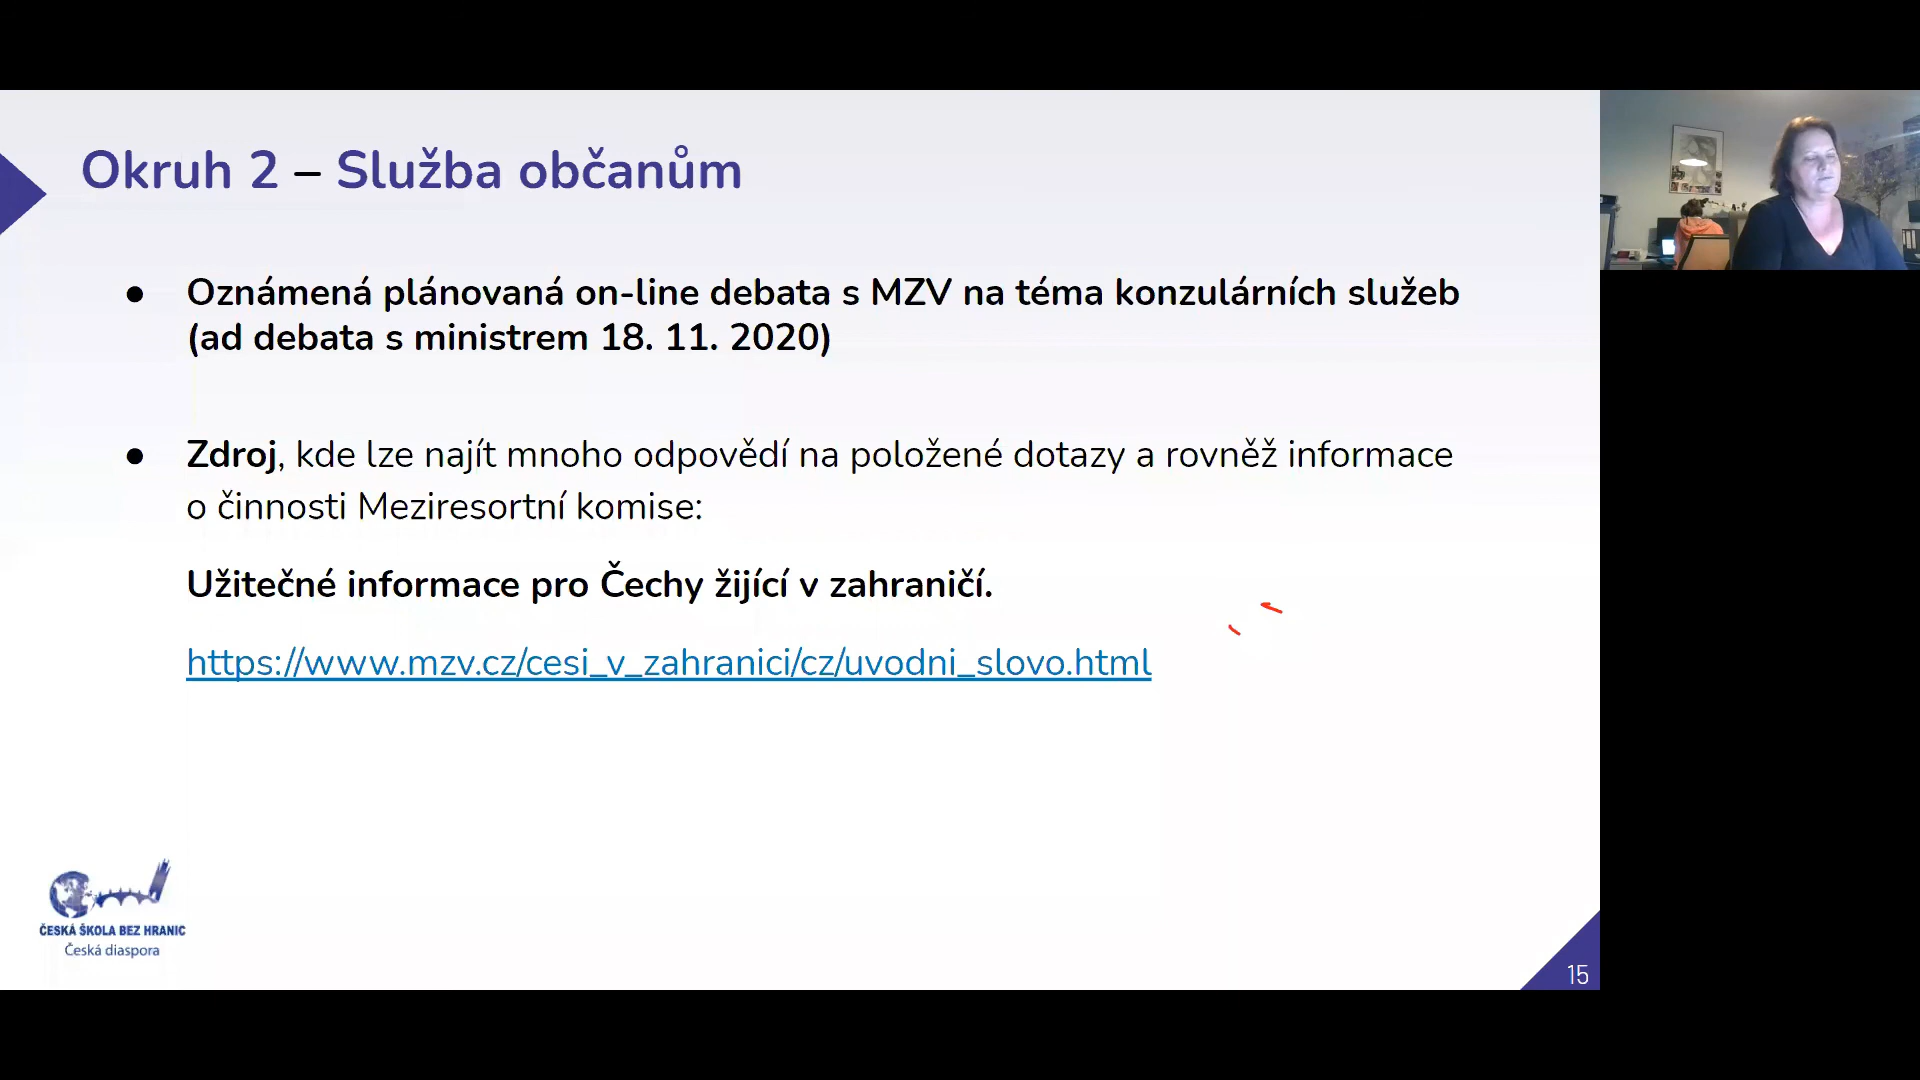 Okruh 2 – Služba občanům
● Oznámená plánovaná on-line debata s MZV na téma konzulárních služeb
(ad debata s ministrem 18. 11. 2020)
● Zdroj, kde lze najít mnoho odpovědí na položené dotazy a rovněž informace
o činnosti Meziresortní komise:
Užitečné informace pro Čechy žijící v zahraničí.
https://www.mzv.cz/cesi_v_zahranici/cz/uvodni_slovo.html
ČESKÁ ŠKOLA BEZ HRANIC
Česká diaspora
15